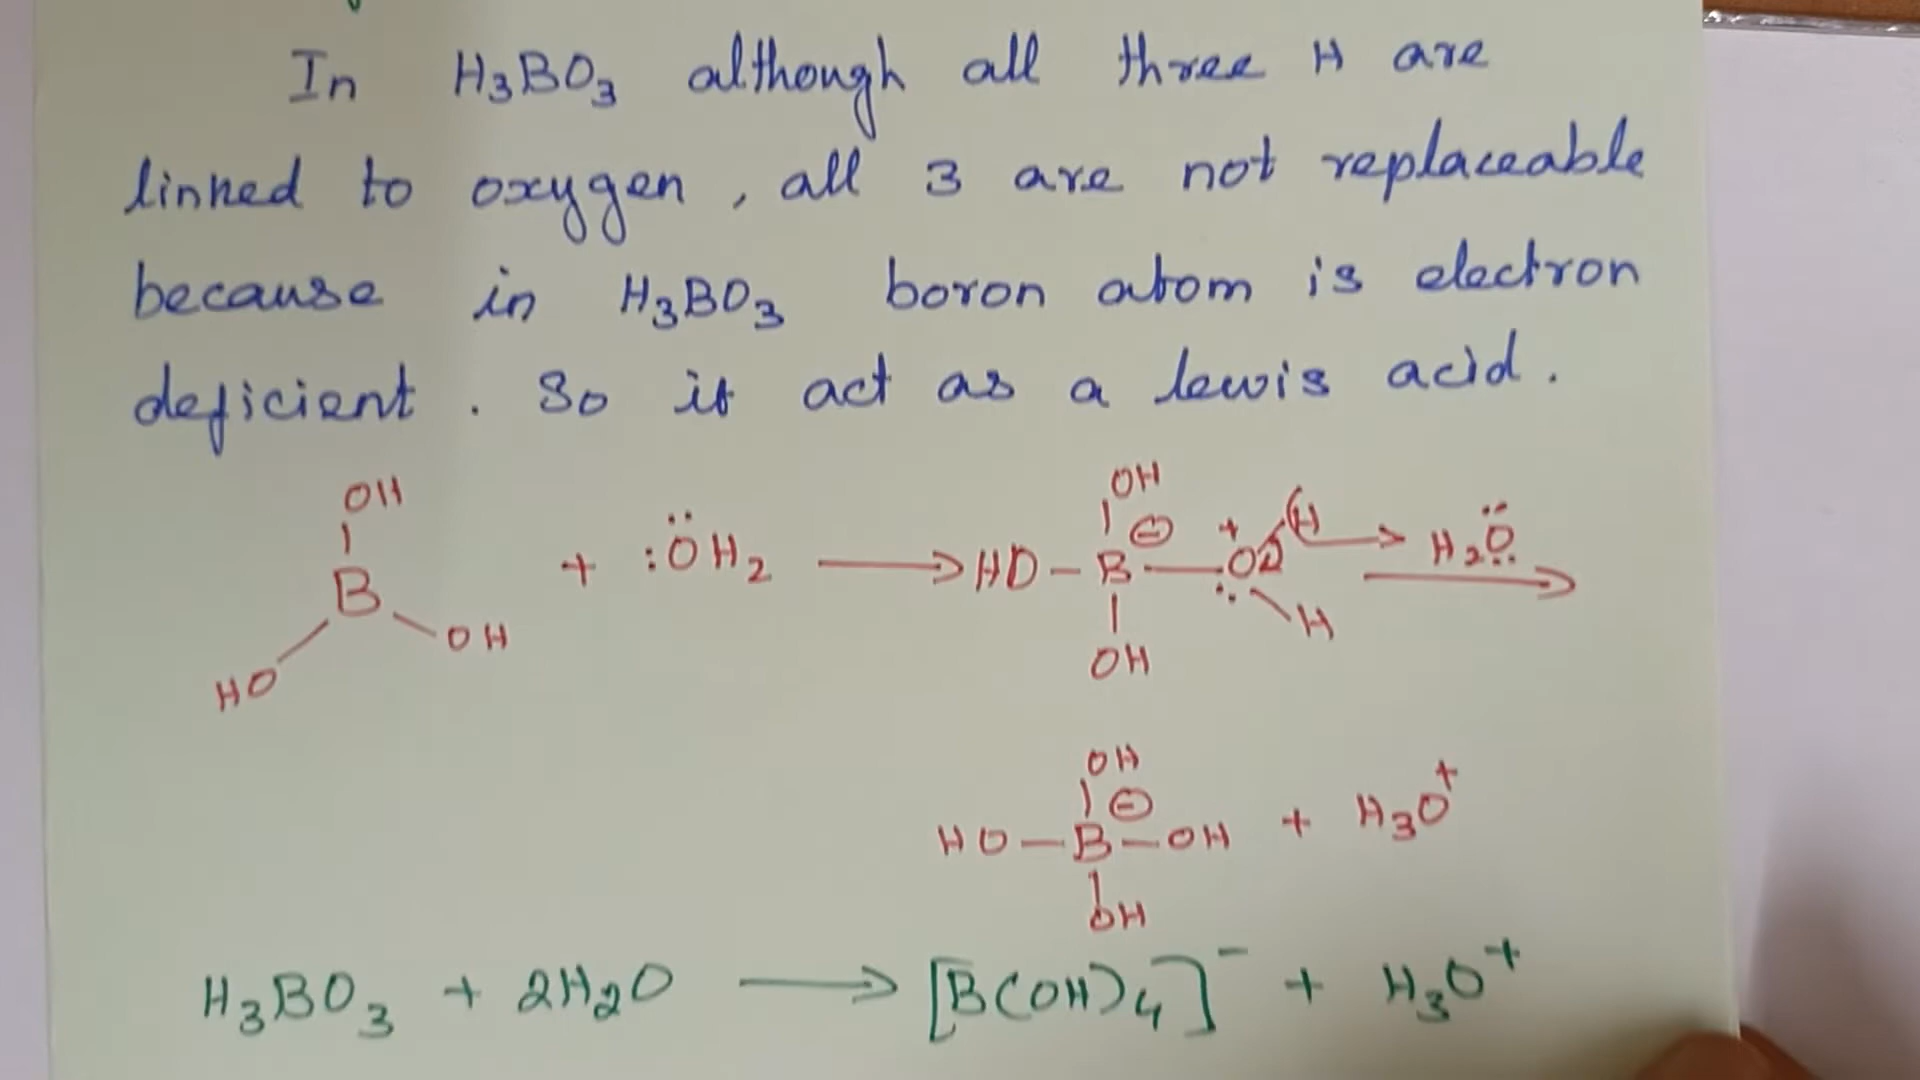 In H₃BO₃ although all three H are
linked to oxygen, all 3 are not replaceable
because in H₃BO₃ boron atom is electron
deficient. So it act as a lewis acid.
OH
B
HO
OH
+ :ÖH₂ ⟶
OH
HO – B⊖ – O⁺
H
H
OH
H₂O ⟶
OH
HO – B⊖ – OH + H₃O⁺
OH
H₃BO₃ + 2H₂O ⟶ [B(OH)₄]⁻ + H₃O⁺